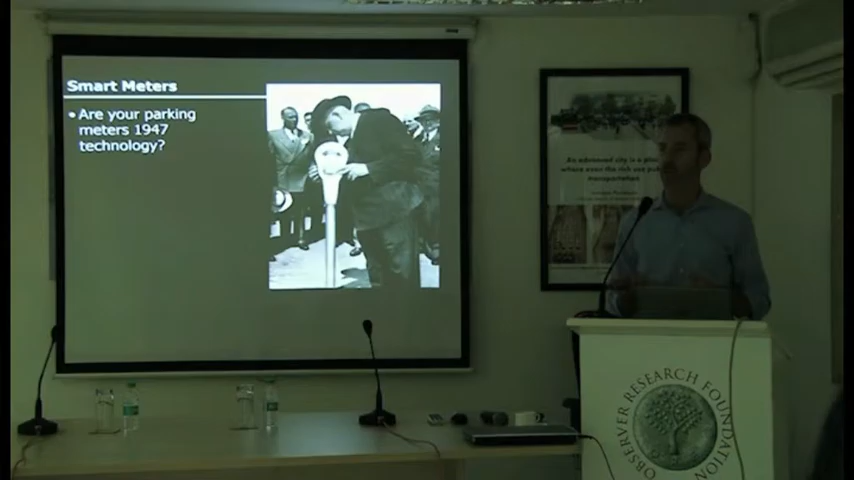 Smart Meters
• Are your parking
meters 1947
technology?
An advanced city is a place
where even the rich use public
transportation
OBSERVER RESEARCH FOUNDATION